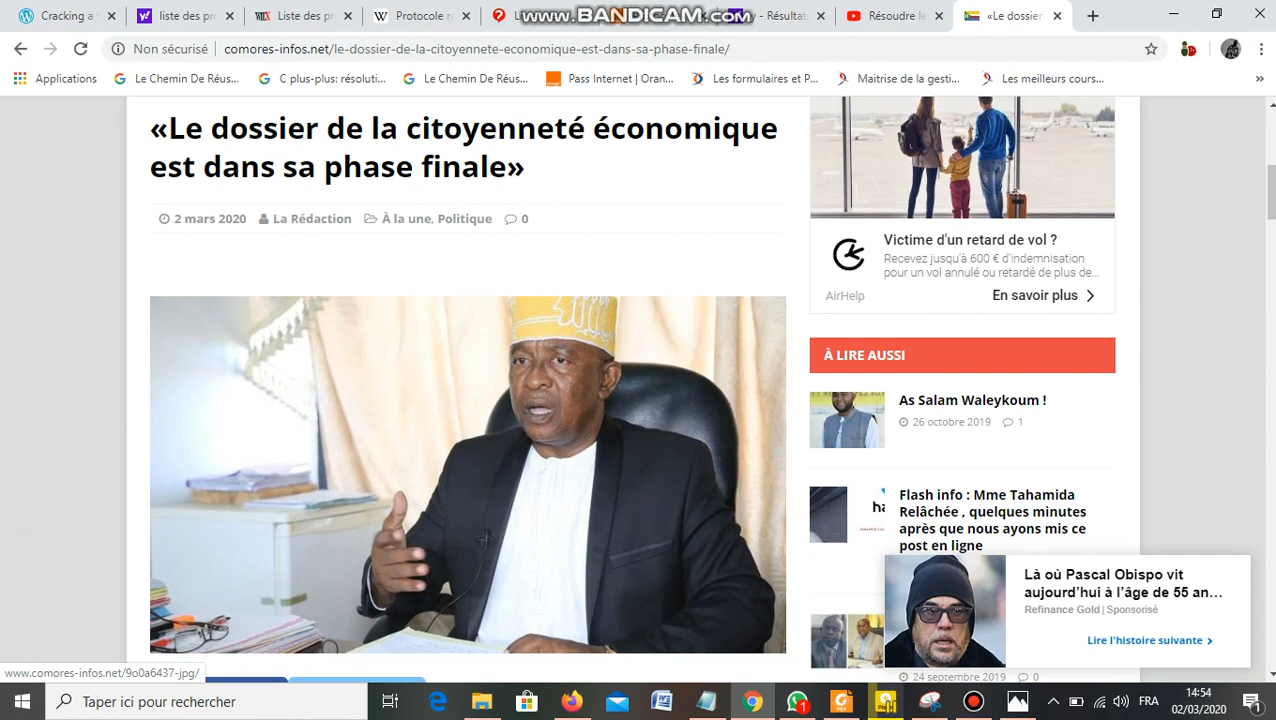 Cracking a
liste des p
Liste des p
Protocole r
L
www.BANDICAM.com
y - Résulta
Résoudre le
«Le dossier
Non sécurisé comores-infos.net/le-dossier-de-la-citoyennete-economique-est-dans-sa-phase-finale/
Applications
Le Chemin De Réus...
C plus-plus: résoluti...
Le Chemin De Réus...
Pass Internet | Oran...
Les formulaires et P...
Maitrise de la gesti...
Les meilleurs cours...
»
«Le dossier de la citoyenneté économique
est dans sa phase finale»
2 mars 2020 La Rédaction À la une, Politique 0
Victime d'un retard de vol ?
Recevez jusqu'à 600 € d'indemnisation
pour un vol annulé ou retardé de plus de...
AirHelp En savoir plus
À LIRE AUSSI
As Salam Waleykoum !
26 octobre 2019 1
Flash info : Mme Tahamida
Relâchée , quelques minutes
après que nous ayons mis ce
post en ligne
24 septembre 2019 0
Là où Pascal Obispo vit
aujourd'hui à l'âge de 55 an...
Refinance Gold | Sponsorisé
Lire l'histoire suivante
www.comores-infos.net/9o0a6437-jpg/
Taper ici pour rechercher
FRA
14:54
02/03/2020